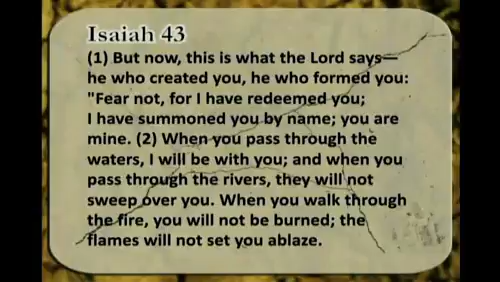 Isaiah 43
(1) But now, this is what the Lord says—
he who created you, he who formed you:
"Fear not, for I have redeemed you;
I have summoned you by name; you are
mine. (2) When you pass through the
waters, I will be with you; and when you
pass through the rivers, they will not
sweep over you. When you walk through
the fire, you will not be burned; the
flames will not set you ablaze.